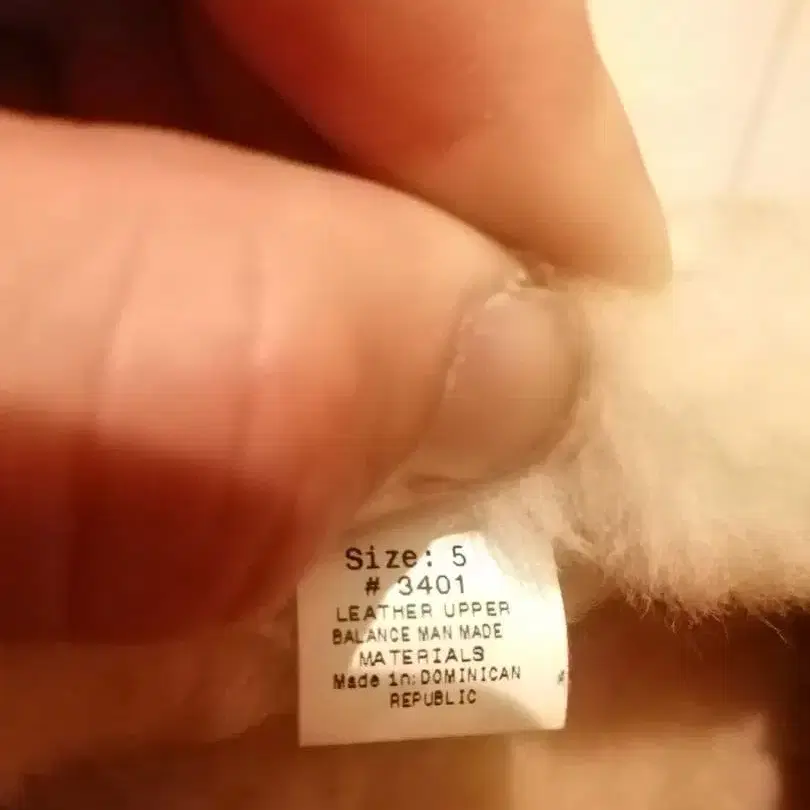 Size: 5
# 3401
LEATHER UPPER
BALANCE MAN MADE
MATERIALS
Made in: DOMINICAN
REPUBLIC